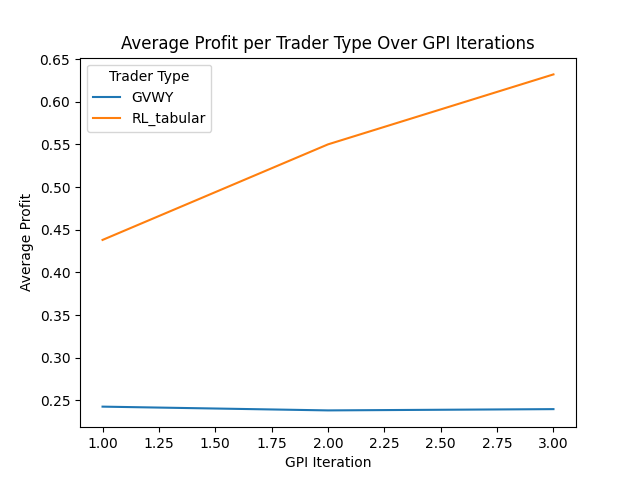 Average Profit per Trader Type Over GPI Iterations
Trader Type
GVWY
RL_tabular
0.65
0.60
0.55
0.50
0.45
0.40
0.35
0.30
0.25
Average Profit
1.00 1.25 1.50 1.75 2.00 2.25 2.50 2.75 3.00
GPI Iteration